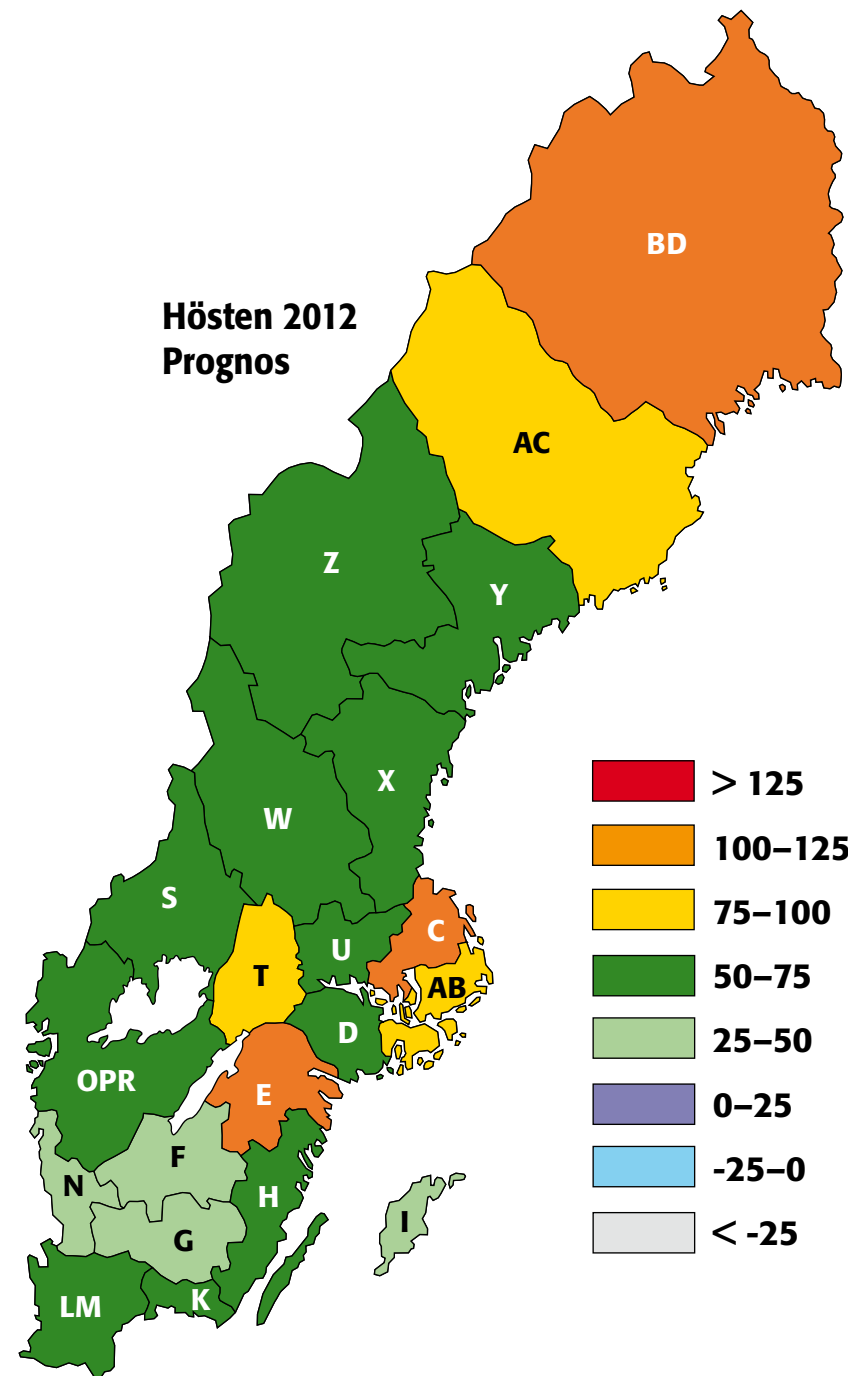 BD
Hösten 2012
Prognos
AC
Z
Y
X
W
S
C
U
T
AB
D
OPR
E
F
N
H
G
I
K
LM
> 125
100–125
75–100
50–75
25–50
0–25
-25–0
< -25